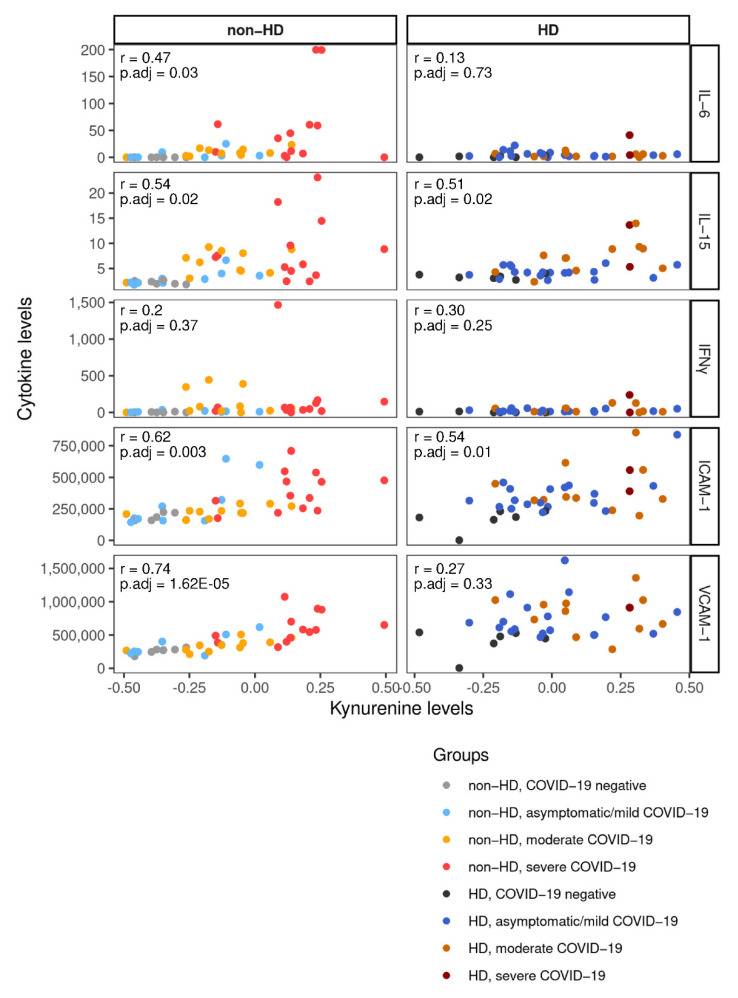 non−HD
HD
r = 0.47
p.adj = 0.03
r = 0.13
p.adj = 0.73
200
150
100
50
0
IL−6
r = 0.54
p.adj = 0.02
r = 0.51
p.adj = 0.02
20
15
10
5
IL−15
r = 0.2
p.adj = 0.37
r = 0.30
p.adj = 0.25
1,500
1,000
500
0
IFNγ
r = 0.62
p.adj = 0.003
r = 0.54
p.adj = 0.01
750,000
500,000
250,000
0
ICAM−1
r = 0.74
p.adj = 1.62E-05
r = 0.27
p.adj = 0.33
1,500,000
1,000,000
500,000
0
VCAM−1
Cytokine levels
-0.50 -0.25 0.00 0.25 0.50
-0.50 -0.25 0.00 0.25 0.50
Kynurenine levels
Groups
non−HD, COVID−19 negative
non−HD, asymptomatic/mild COVID−19
non−HD, moderate COVID−19
non−HD, severe COVID−19
HD, COVID−19 negative
HD, asymptomatic/mild COVID−19
HD, moderate COVID−19
HD, severe COVID−19